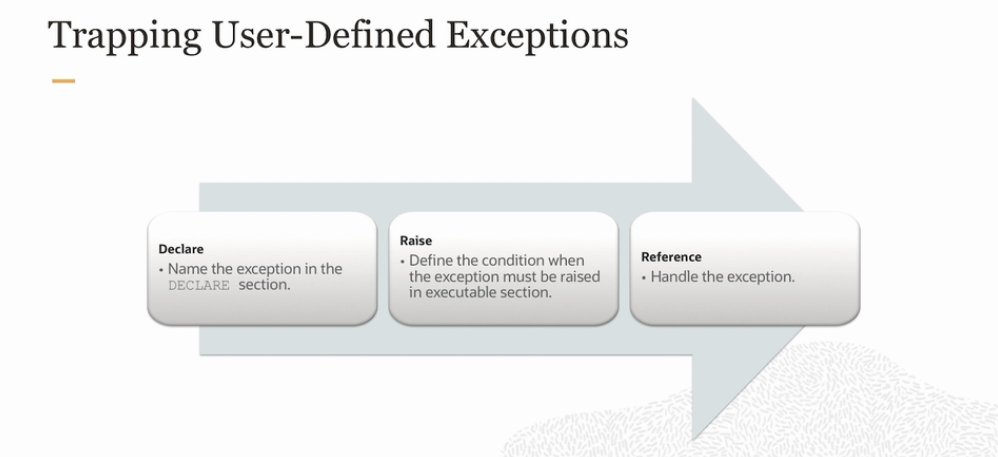 Trapping User-Defined Exceptions
Declare
• Name the exception in the
DECLARE section.
Raise
• Define the condition when
the exception must be raised
in executable section.
Reference
• Handle the exception.